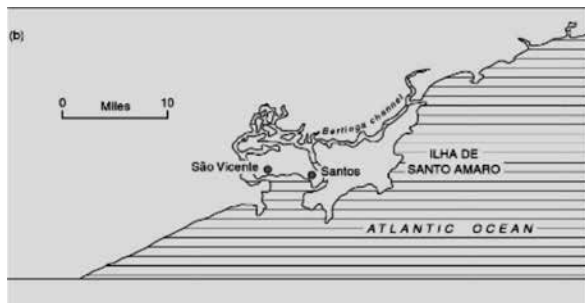 (b)
0 10
Miles
Bertioga channel
São Vicente
Santos
ILHA DE
SANTO AMARO
ATLANTIC OCEAN